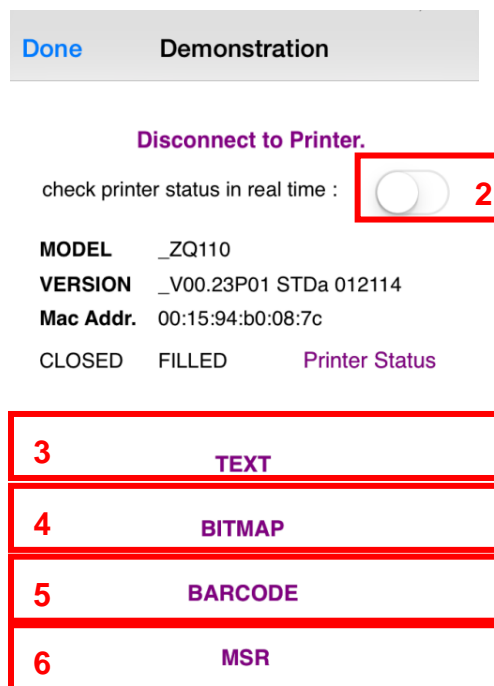 Done Demonstration
Disconnect to Printer.
check printer status in real time : 2
MODEL _ZQ110
VERSION _V00.23P01 STDa 012114
Mac Addr. 00:15:94:b0:08:7c
CLOSED FILLED Printer Status
3 TEXT
4 BITMAP
5 BARCODE
6 MSR